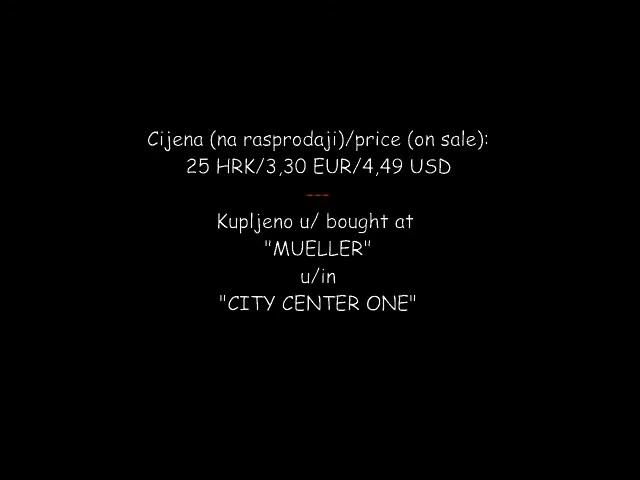 Cijena (na rasprodaji)/price (on sale):
25 HRK/3,30 EUR/4,49 USD
---
Kupljeno u/ bought at
"MUELLER"
u/in
"CITY CENTER ONE"